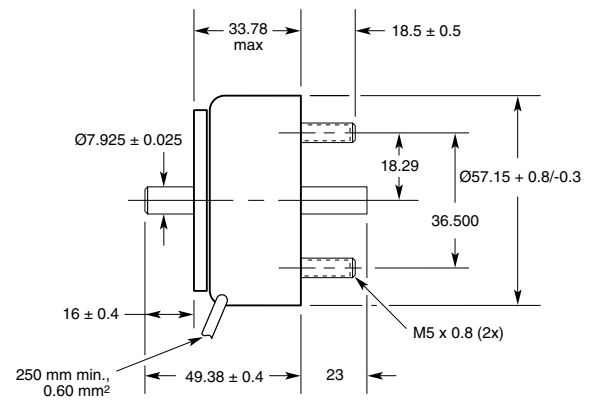 33.78
max
18.5 ± 0.5
Ø7.925 ± 0.025
18.29
Ø57.15 + 0.8/-0.3
36.500
16 ± 0.4
M5 x 0.8 (2x)
250 mm min.,
0.60 mm²
49.38 ± 0.4
23